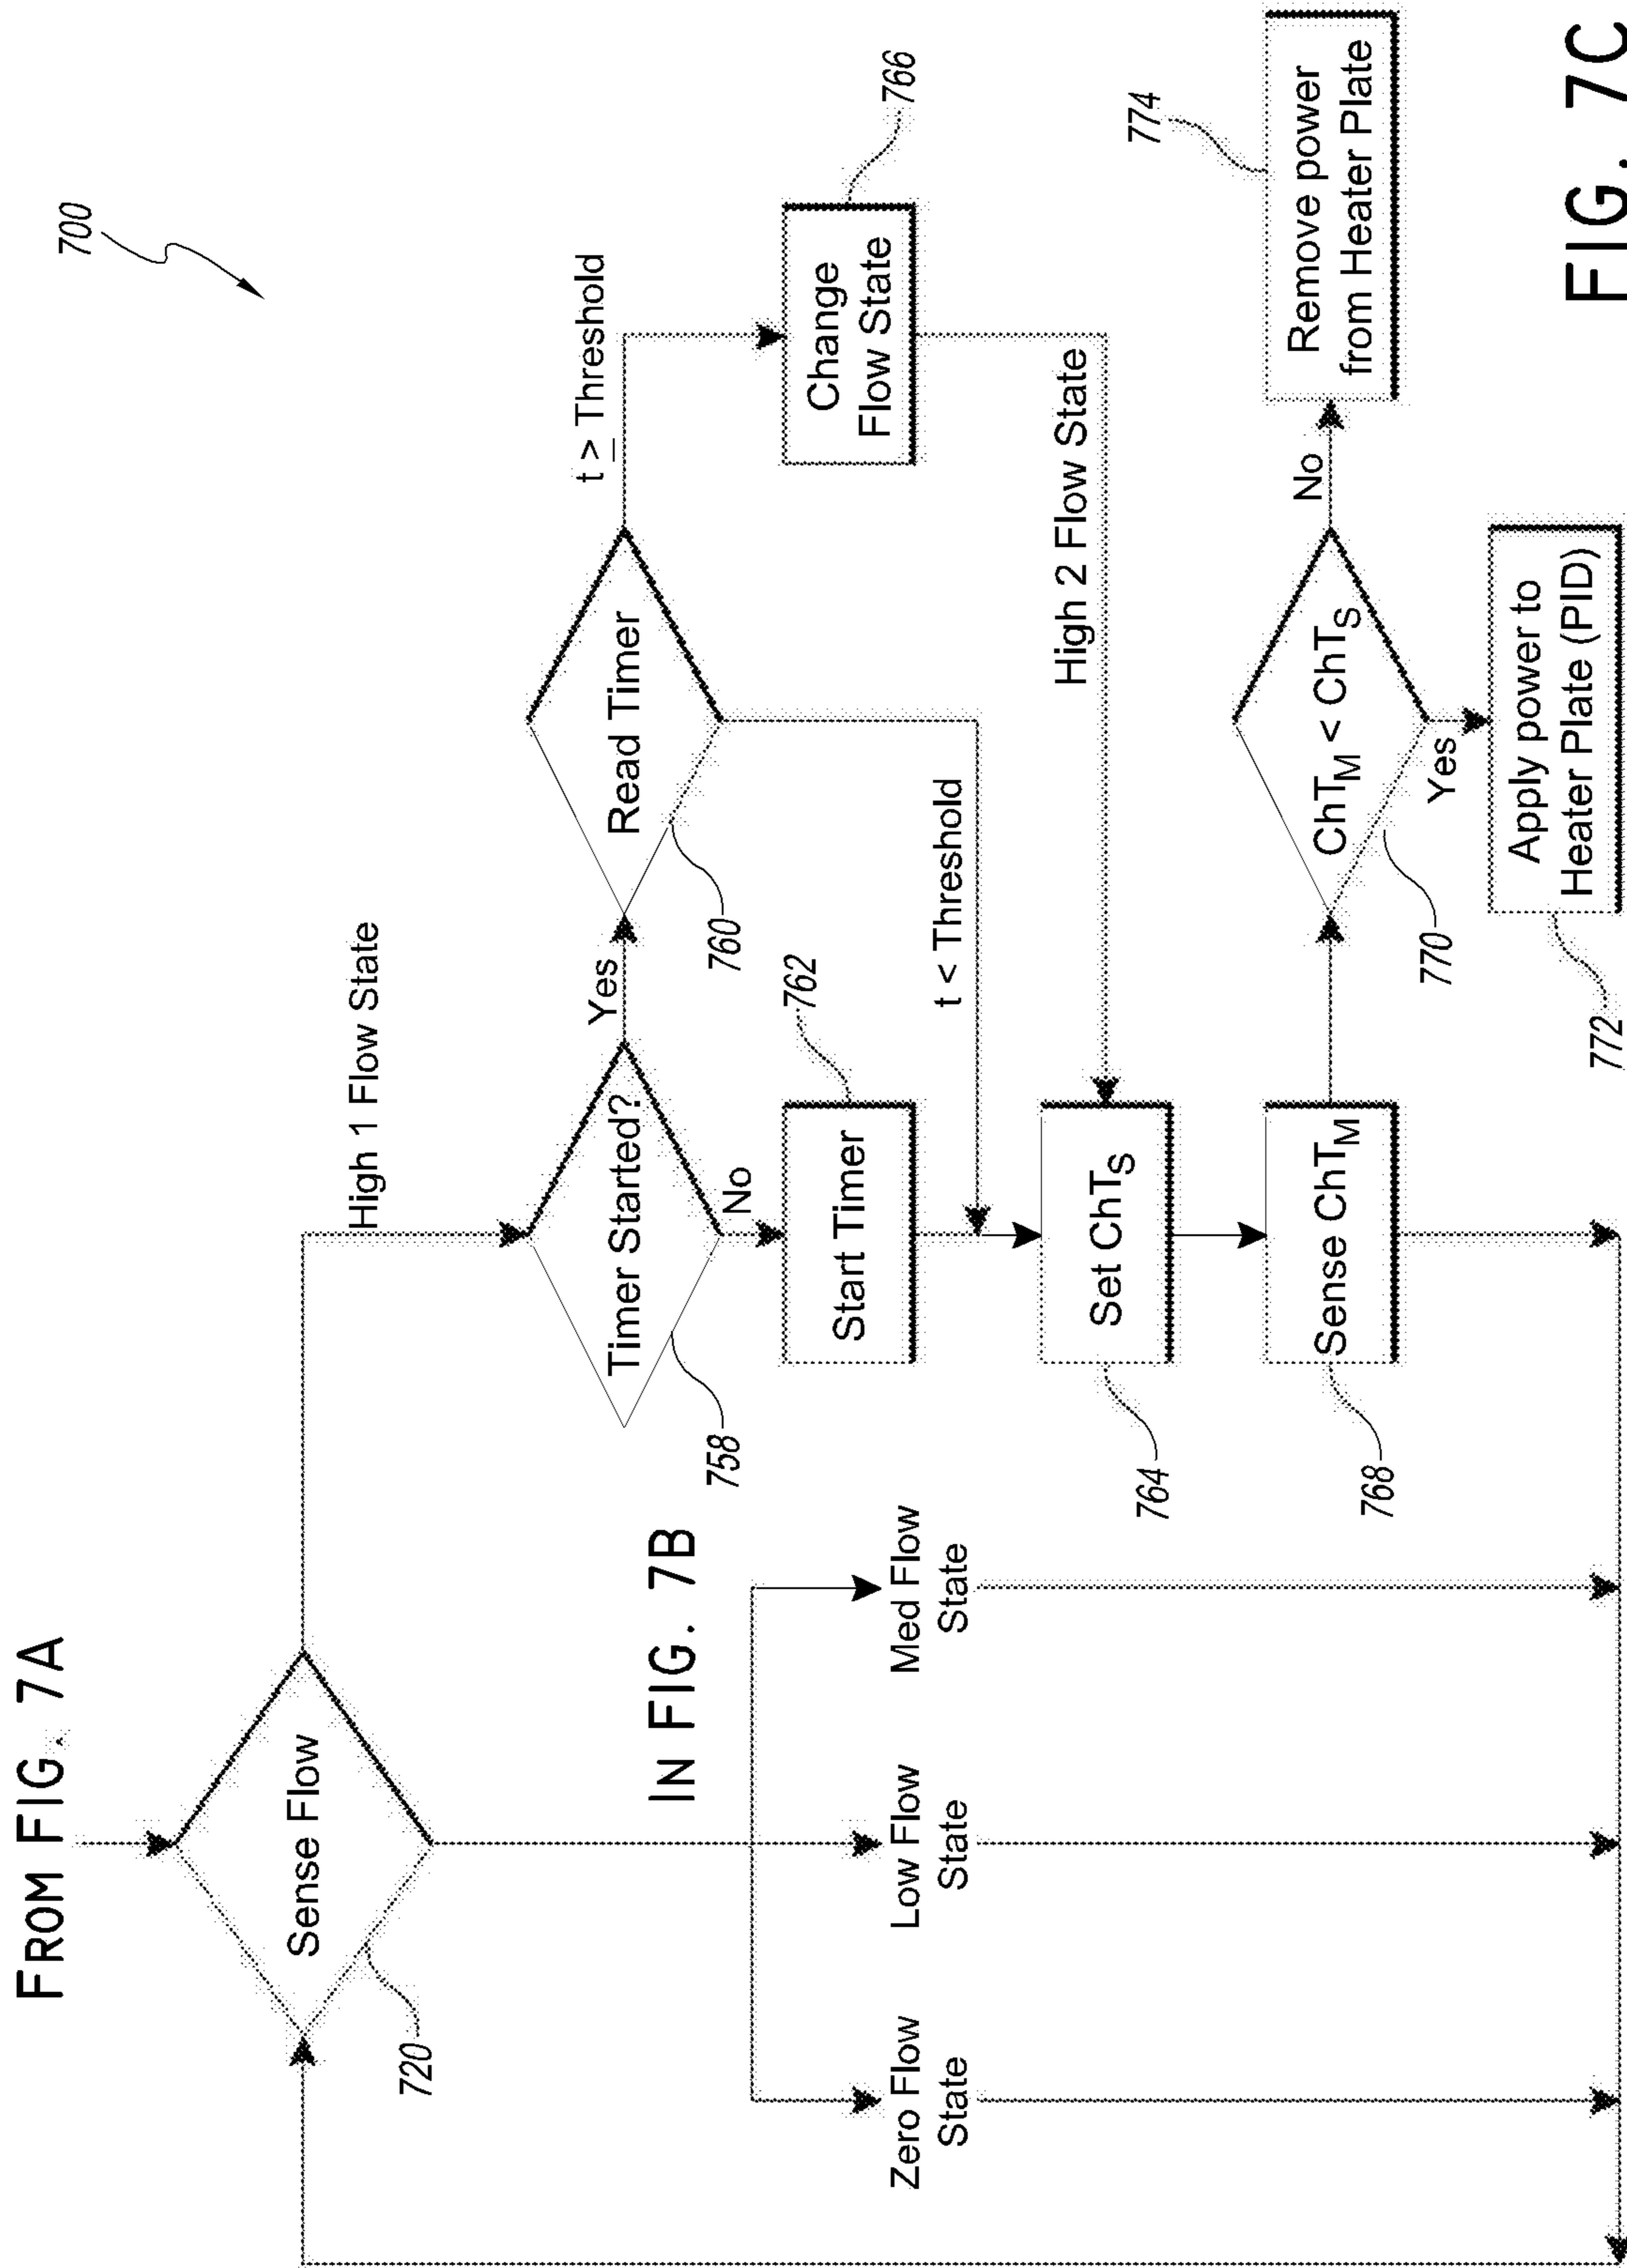 FROM FIG. 7A
700
Sense Flow
720
High 1 Flow State
Timer Started?
758
Yes
No
Read Timer
760
t ≥ Threshold
t < Threshold
Start Timer
762
Change
Flow State
766
High 2 Flow State
IN FIG. 7B
Zero Flow
State
Low Flow
State
Med Flow
State
Set ChTS
764
Sense ChTM
768
ChTM < ChTS
770
No
Yes
Remove power
from Heater Plate
774
Apply power to
Heater Plate (PID)
772
FIG. 7C